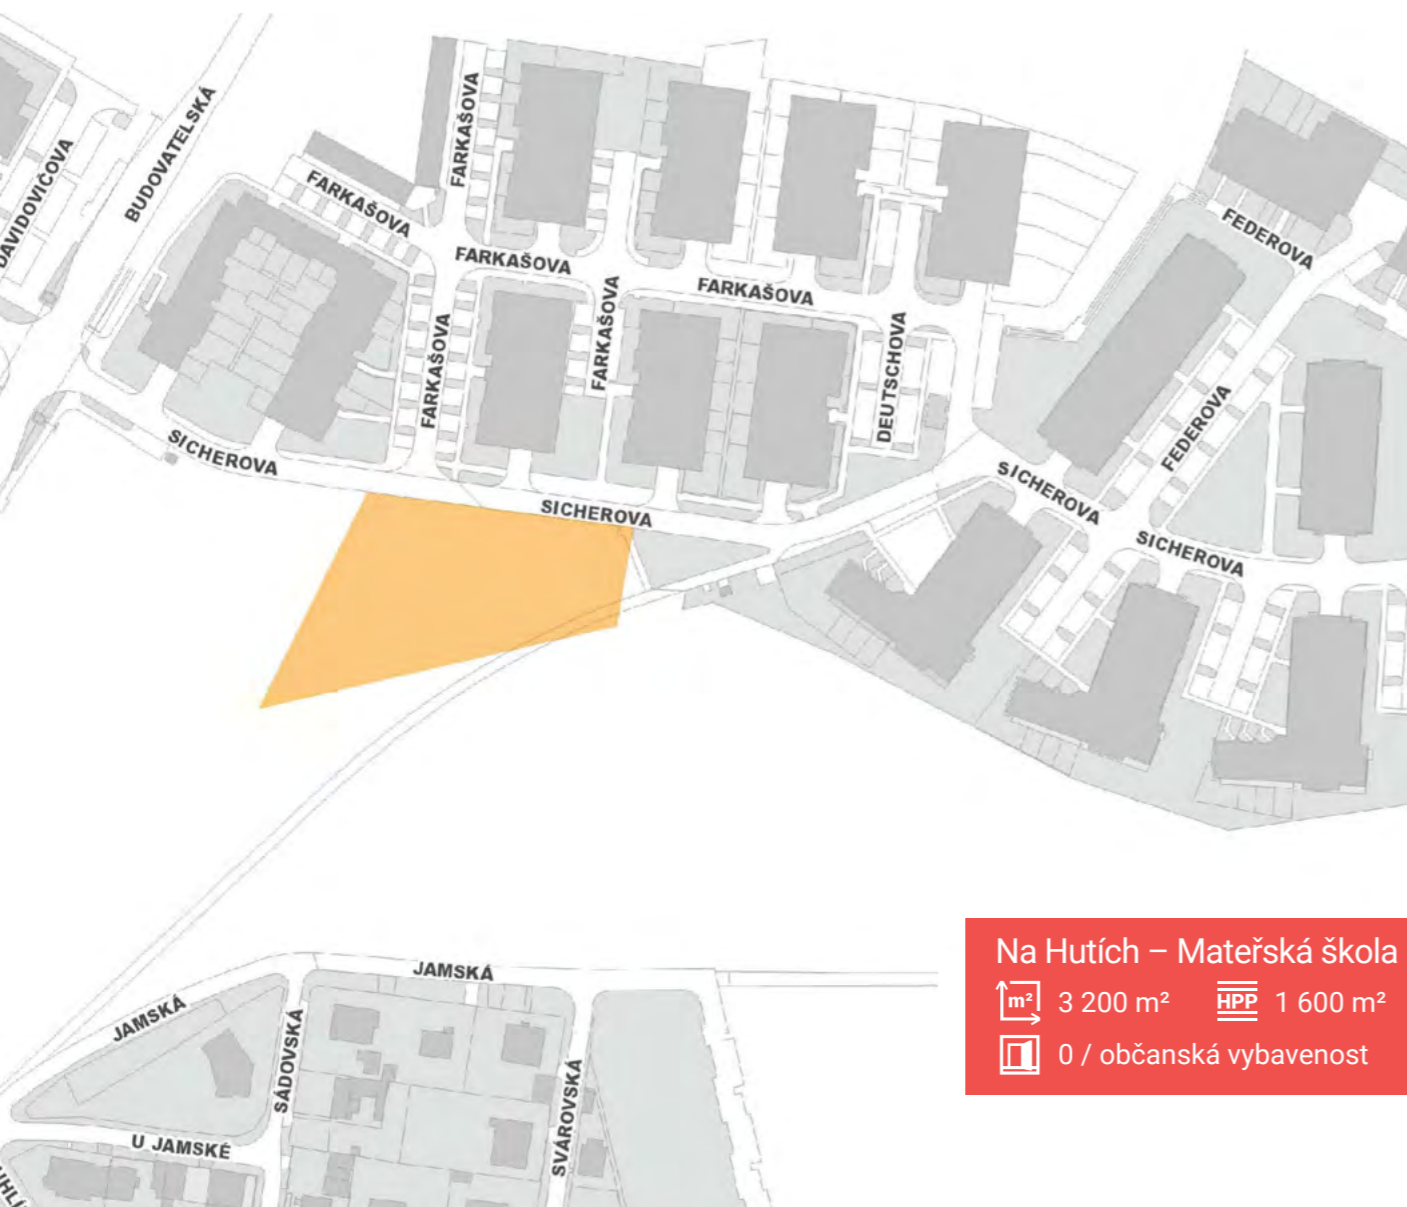 DAVIDOVIČOVA
BUDOVATELSKÁ
FARKAŠOVA
FARKAŠOVA
FARKAŠOVA
FARKAŠOVA
FARKAŠOVA
FARKAŠOVA
DEUTSCHOVA
FEDEROVA
FEDEROVA
SICHEROVA
SICHEROVA
SICHEROVA
SICHEROVA
JAMSKÁ
JAMSKÁ
SÁDOVSKÁ
SVÁROVSKÁ
U JAMSKÉ
Na Hutích – Mateřská škola
m² 3 200 m² HPP 1 600 m²
0 / občanská vybavenost